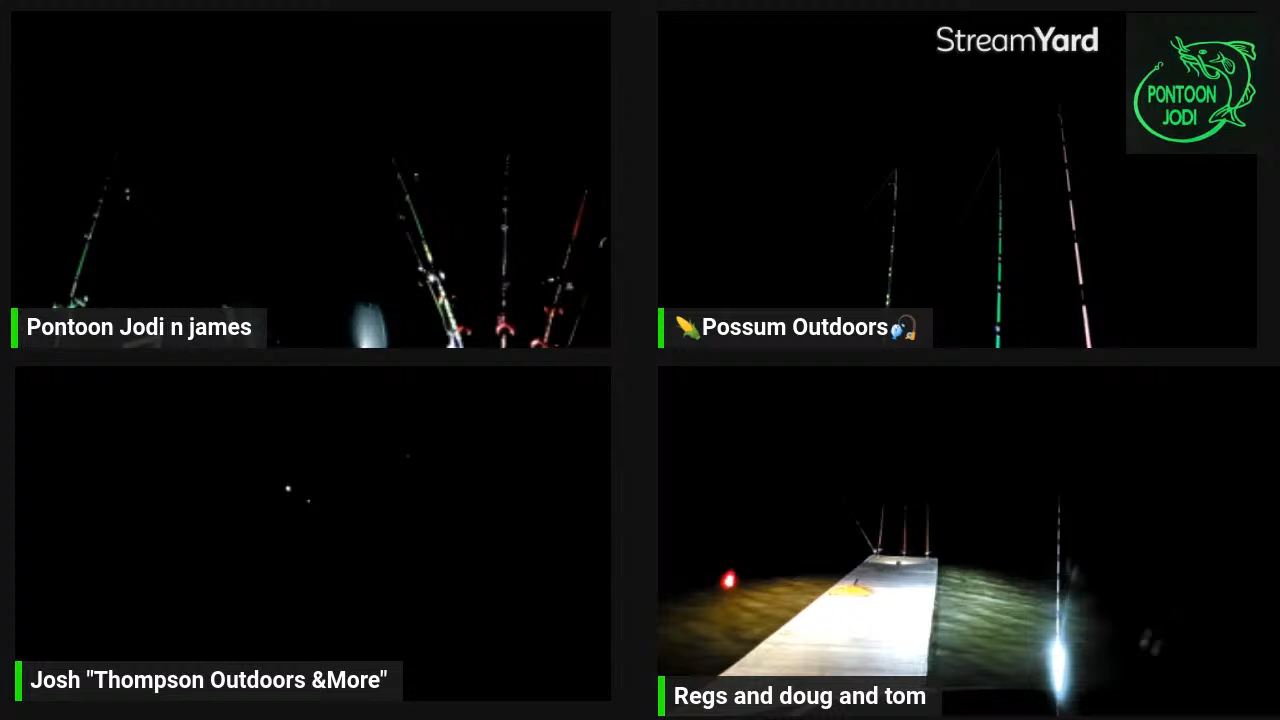 StreamYard
PONTOON
JODI
Pontoon Jodi n james
🌽Possum Outdoors🎣
Josh "Thompson Outdoors &More"
Regs and doug and tom